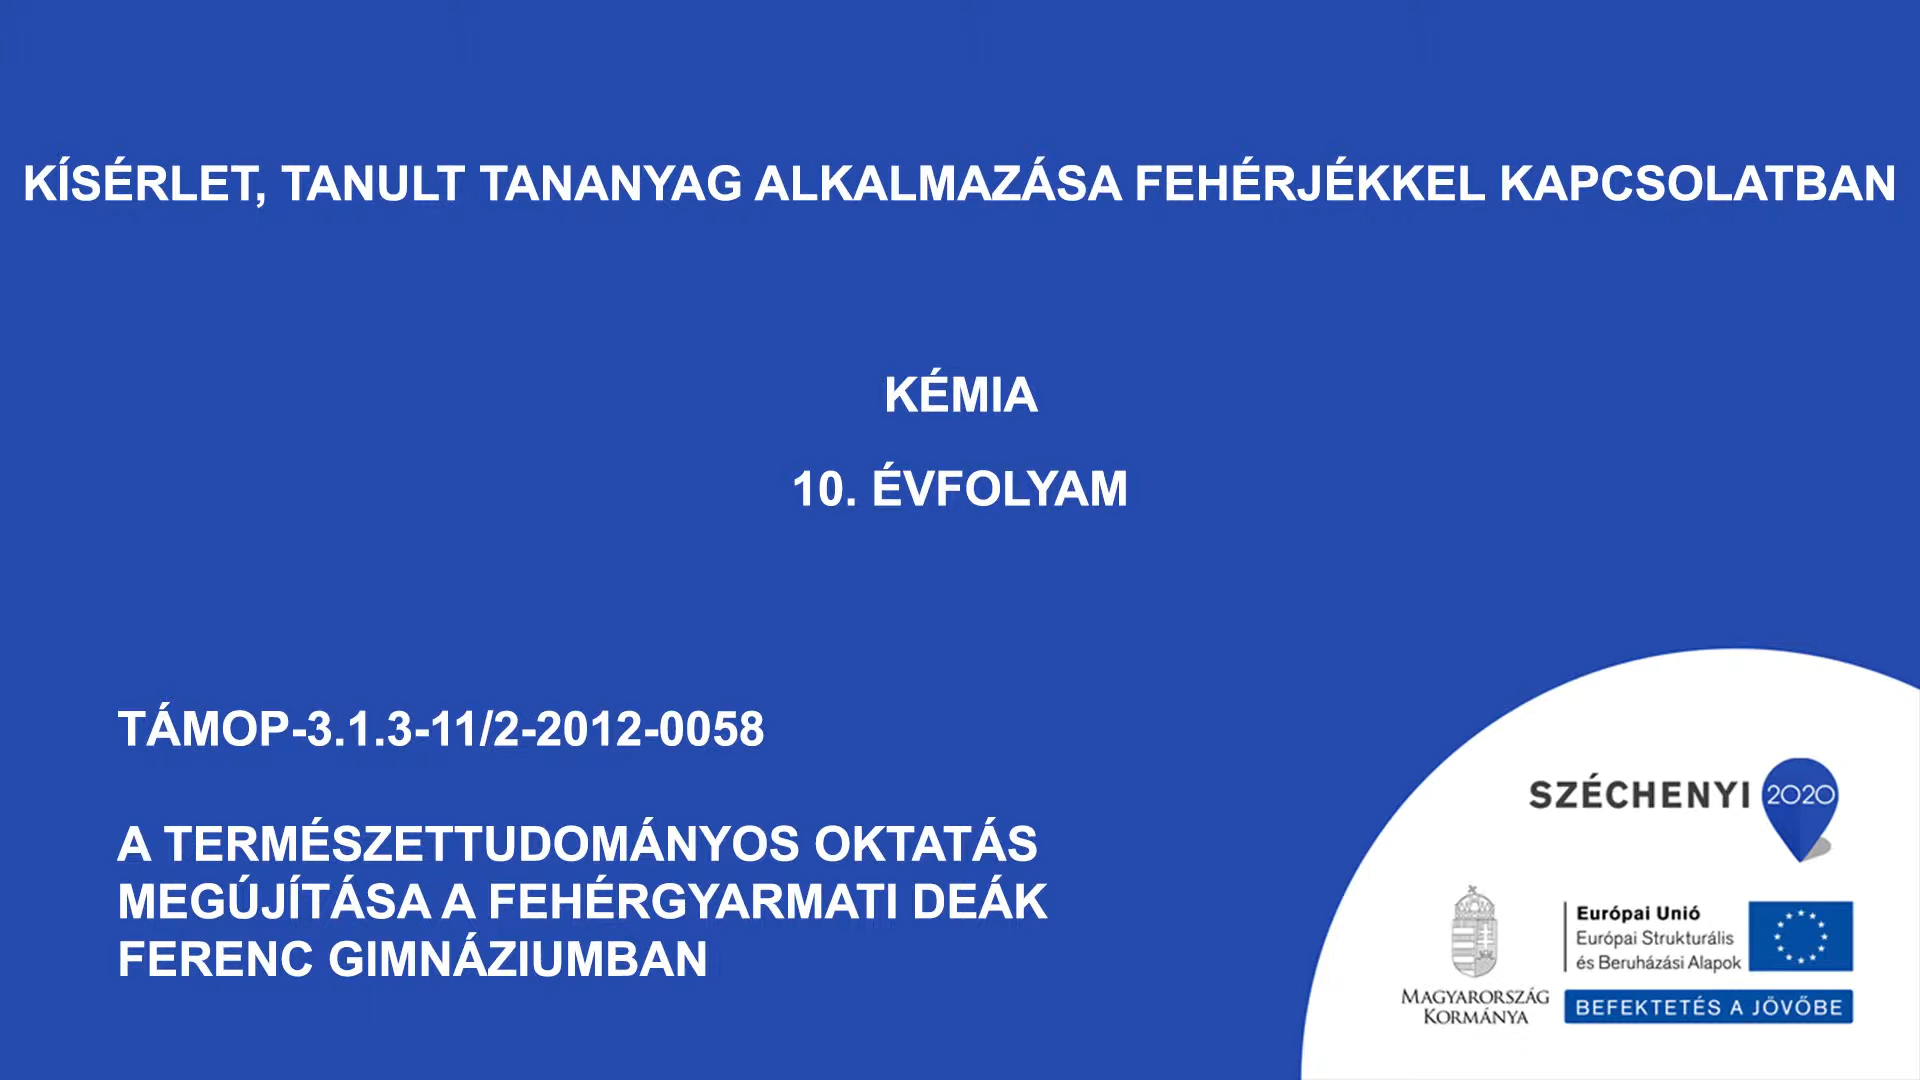 KÍSÉRLET, TANULT TANANYAG ALKALMAZÁSA FEHÉRJÉKKEL KAPCSOLATBAN
KÉMIA
10. ÉVFOLYAM
TÁMOP-3.1.3-11/2-2012-0058
A TERMÉSZETTUDOMÁNYOS OKTATÁS
MEGÚJÍTÁSA A FEHÉRGYARMATI DEÁK
FERENC GIMNÁZIUMBAN
SZÉCHENYI 2020
MAGYARORSZÁG
KORMÁNYA
Európai Unió
Európai Strukturális
és Beruházási Alapok
BEFEKTETÉS A JÖVŐBE